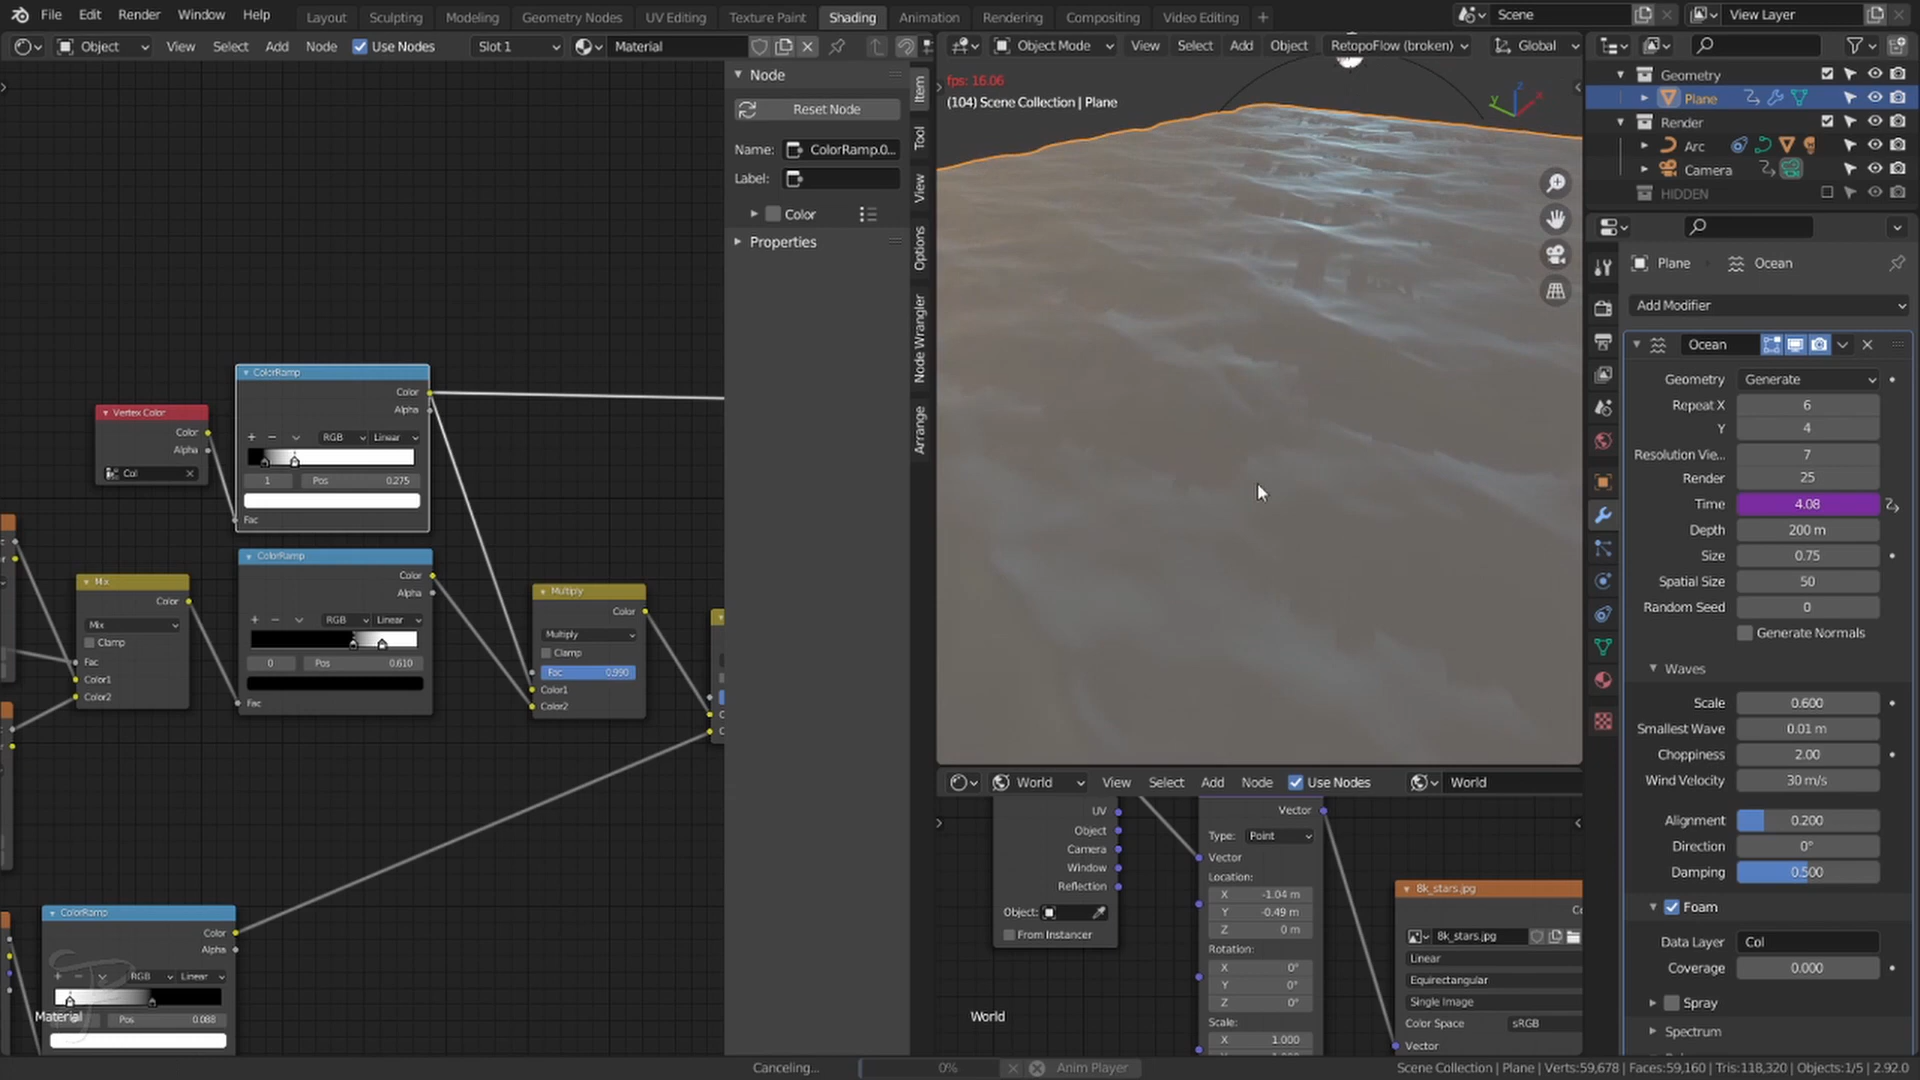 File Edit Render Window Help Layout Sculpting Modeling Geometry Nodes UV Editing Texture Paint Shading Animation Rendering Compositing Video Editing + Scene View Layer
Object View Select Add Node Use Nodes Slot 1 Material
Object Mode View Select Add Object RetopoFlow (broken) Global
Node
Reset Node
Name: ColorRamp.0...
Label:
Color
Properties
Item
Tool
View
Options
Node Wrangler
Arrange
fps: 16.06
(104) Scene Collection | Plane
Y
Z
X
Vertex Color
Color
Alpha
Col
ColorRamp
Color
Alpha
RGB Linear
1 Pos 0.275
Fac
ColorRamp
Color
Alpha
RGB Linear
0 Pos 0.610
Fac
Mix
Color
Mix
Clamp
Fac
Color1
Color2
Multiply
Color
Multiply
Clamp
Fac 0.990
Color1
Color2
ColorRamp
Color
Alpha
RGB Linear
Pos 0.088
Material
World View Select Add Node Use Nodes World
UV
Object
Camera
Window
Reflection
Object:
From Instancer
Vector
Type: Point
Vector
Location:
X -1.04 m
Y -0.49 m
Z 0 m
Rotation:
X 0°
Y 0°
Z 0°
Scale:
X 1.000
8k_stars.jpg
8k_stars.jpg
Linear
Equirectangular
Single Image
Color Space sRGB
Vector
World
Geometry
Plane
Render
Arc
Camera
HIDDEN
Plane Ocean
Add Modifier
Ocean
Geometry Generate
Repeat X 6
Y 4
Resolution Vie... 7
Render 25
Time 4.08
Depth 200 m
Size 0.75
Spatial Size 50
Random Seed 0
Generate Normals
Waves
Scale 0.600
Smallest Wave 0.01 m
Choppiness 2.00
Wind Velocity 30 m/s
Alignment 0.200
Direction 0°
Damping 0.500
Foam
Data Layer Col
Coverage 0.000
Spray
Spectrum
Canceling... 0% Anim Player Scene Collection | Plane | Verts:59,678 | Faces:59,160 | Tris:118,320 | Objects:1/5 | 2.92.0